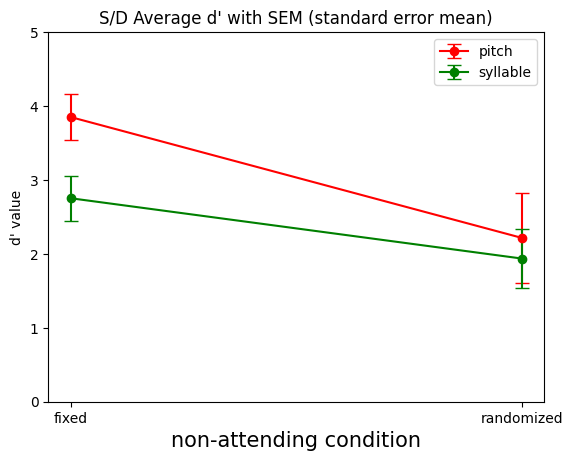 S/D Average d' with SEM (standard error mean)
pitch
syllable
d' value
5
4
3
2
1
0
fixed
randomized
non-attending condition